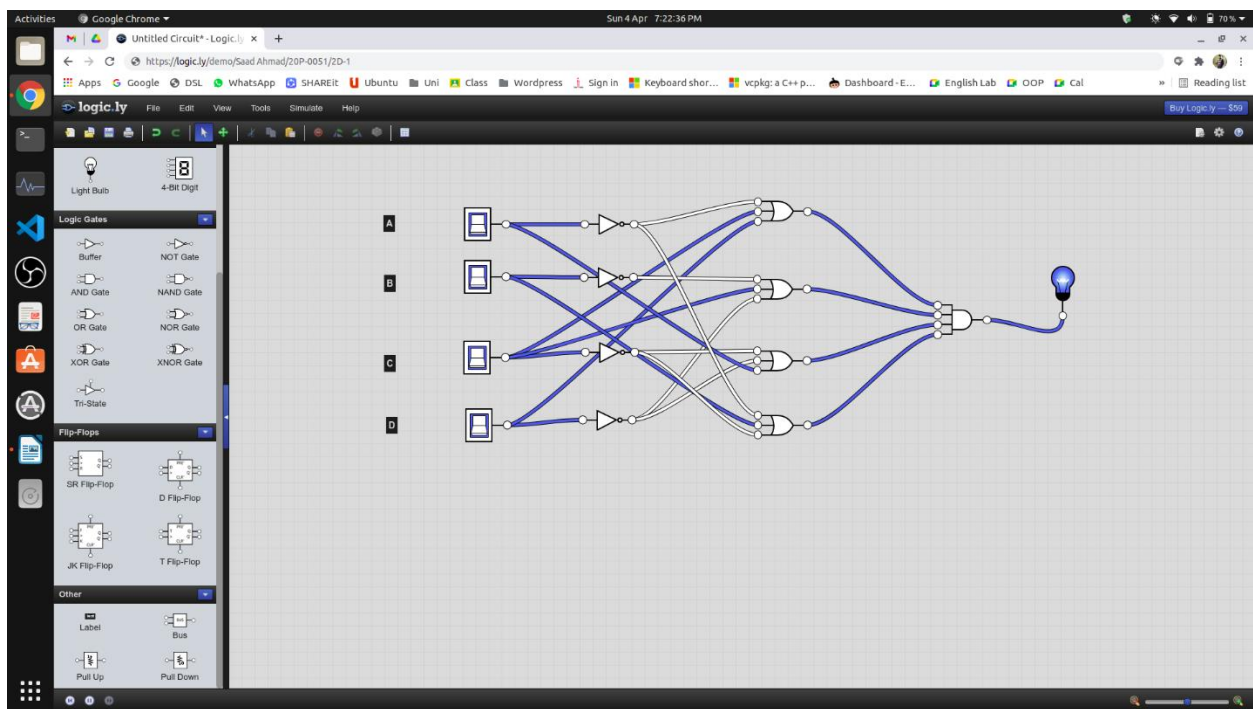 Activities Google Chrome Sun 4 Apr 7:22:36 PM 70%
Untitled Circuit* - Logic.ly
https://logic.ly/demo/Saad Ahmad/20P-0051/2D-1
Apps Google DSL WhatsApp SHAREit Ubuntu Uni Class Wordpress Sign in Keyboard shor... vcpkg: a C++ p... Dashboard - E... English Lab OOP Cal » Reading list
logic.ly File Edit View Tools Simulate Help Buy Logic.ly — $59
Light Bulb 4-Bit Digit
Logic Gates
Buffer NOT Gate
AND Gate NAND Gate
OR Gate NOR Gate
XOR Gate XNOR Gate
Tri-State
Flip-Flops
SR Flip-Flop D Flip-Flop
JK Flip-Flop T Flip-Flop
Other
Label Bus
Pull Up Pull Down
A
B
C
D